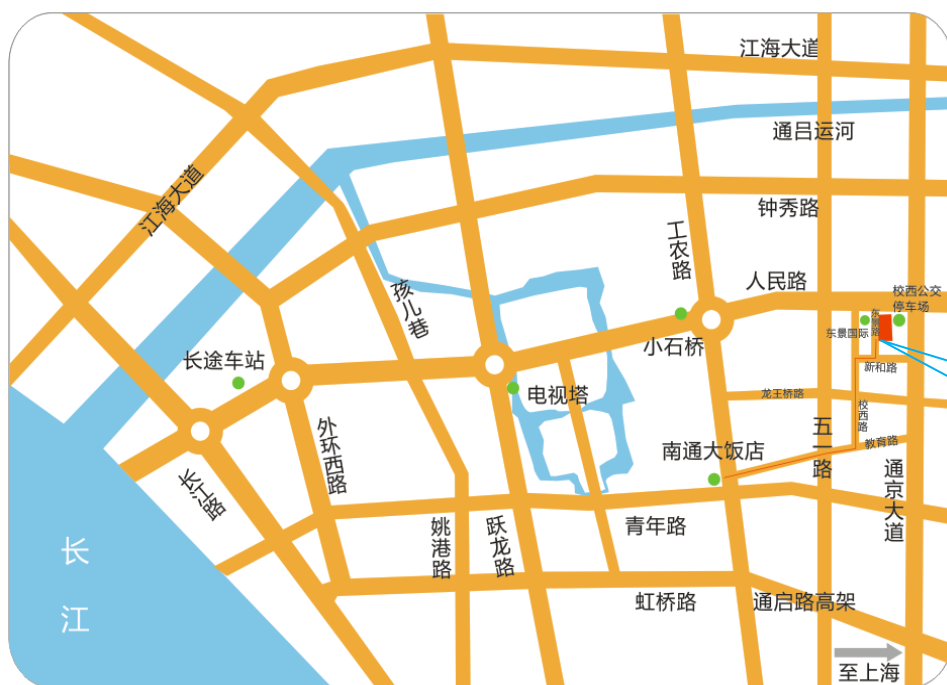 江海大道
通吕运河
江海大道
钟秀路
工农路
人民路
孩儿巷
校西公交
停车场
东景路
东景国际
小石桥
长途车站
新和路
电视塔
龙王桥路
校西路
外环西路
五一路
教育路
南通大饭店
长江路
通京大道
姚港路
跃龙路
青年路
长江
虹桥路
通启路高架
至上海